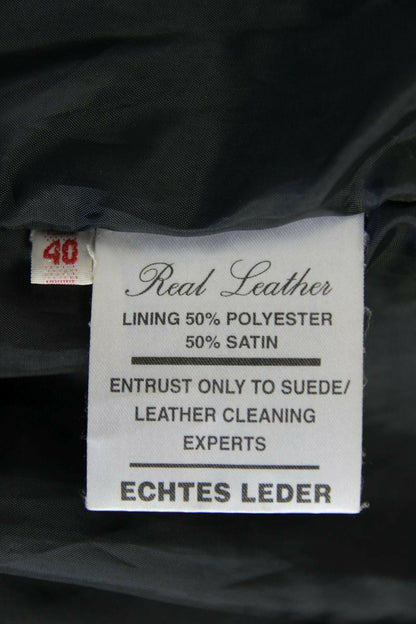 40
Real Leather
LINING 50% POLYESTER
50% SATIN
ENTRUST ONLY TO SUEDE/
LEATHER CLEANING
EXPERTS
ECHTES LEDER